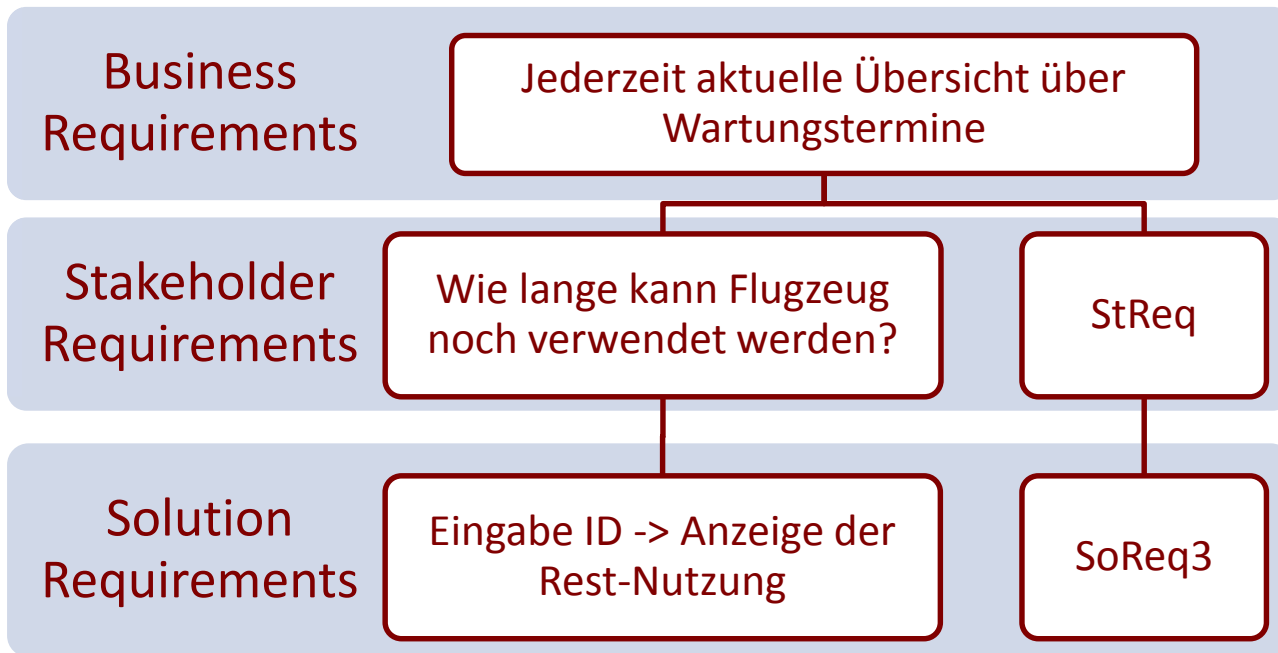 Business
Requirements
Jederzeit aktuelle Übersicht über
Wartungstermine
Stakeholder
Requirements
Wie lange kann Flugzeug
noch verwendet werden?
StReq
Solution
Requirements
Eingabe ID -> Anzeige der
Rest-Nutzung
SoReq3